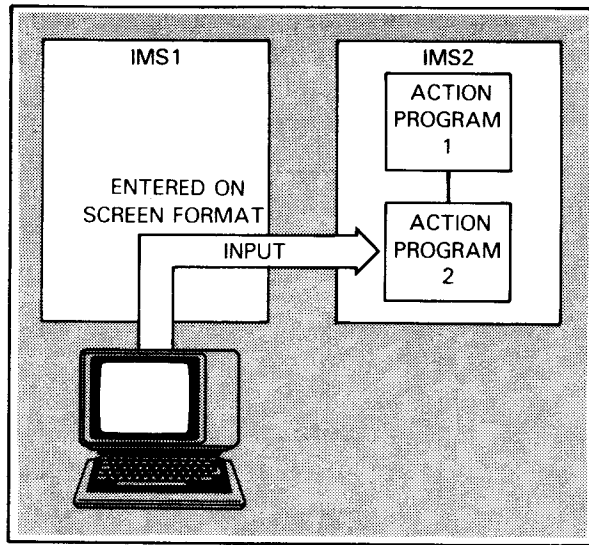 IMS1
IMS2
ACTION
PROGRAM
1
ENTERED ON
SCREEN FORMAT
INPUT
ACTION
PROGRAM
2